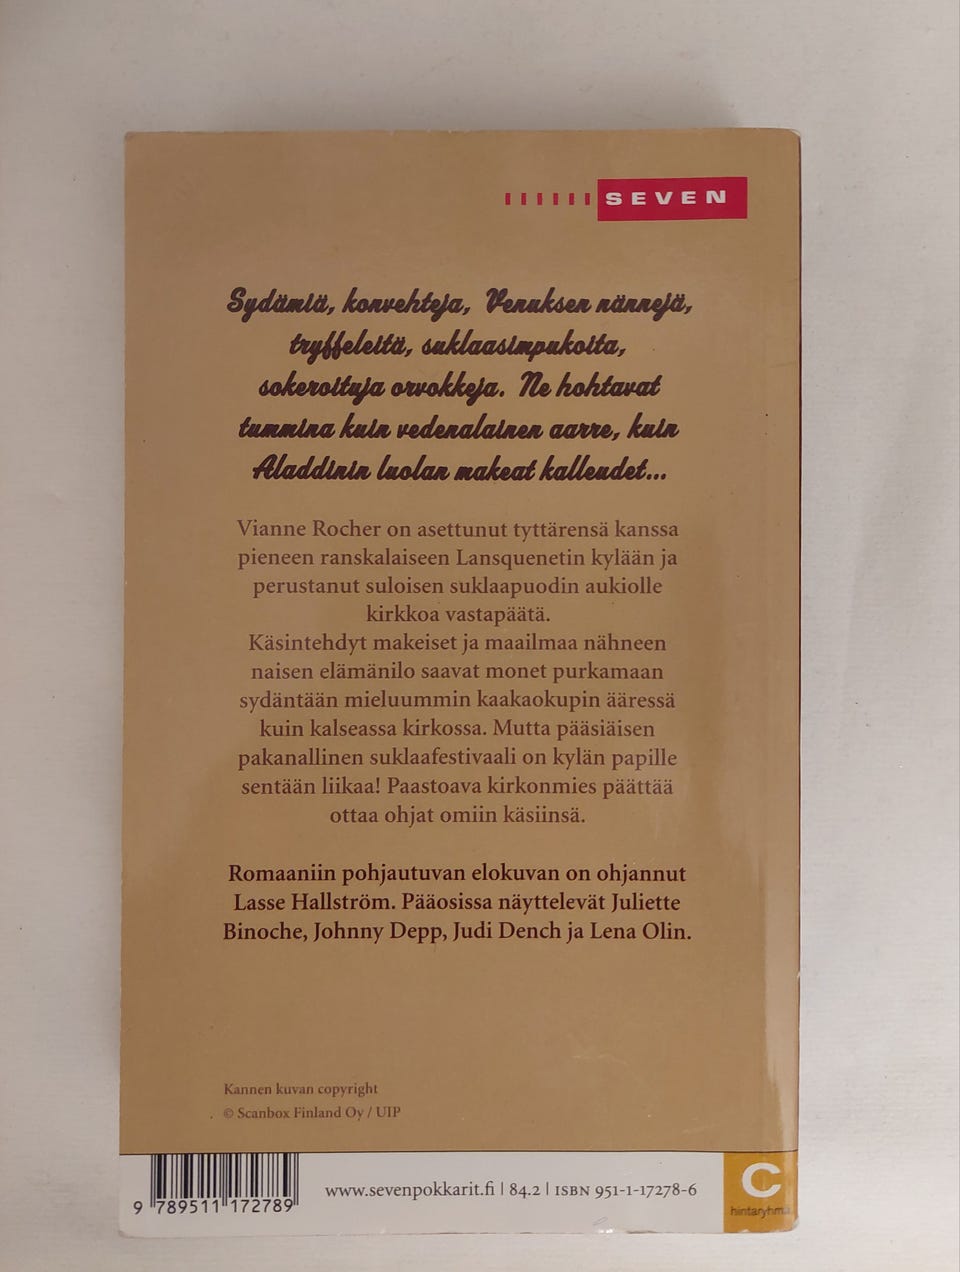 SEVEN
Sydämiä, konvehteja, Venuksen nännejä,
tryffeleitä, suklaasimpukoita,
sokeroituja orvokkeja. Ne hohtavat
tummina kuin vedenalainen aarre, kuin
Aladdinin luolan makeat kalleudet...
Vianne Rocher on asettunut tyttärensä kanssa
pieneen ranskalaiseen Lansquenetin kylään ja
perustanut suloisen suklaapuodin aukiolle
kirkkoa vastapäätä.
Käsintehdyt makeiset ja maailmaa nähneen
naisen elämänilo saavat monet purkamaan
sydäntään mieluummin kaakaokupin ääressä
kuin kalseassa kirkossa. Mutta pääsiäisen
pakanallinen suklaafestivaali on kylän papille
sentään liikaa! Paastoava kirkonmies päättää
ottaa ohjat omiin käsiinsä.
Romaaniin pohjautuvan elokuvan on ohjannut
Lasse Hallström. Pääosissa näyttelevät Juliette
Binoche, Johnny Depp, Judi Dench ja Lena Olin.
Kannen kuvan copyright
© Scanbox Finland Oy / UIP
9 789511 172789
www.sevenpokkarit.fi | 84.2 | ISBN 951-1-17278-6
C
hintaryhmä